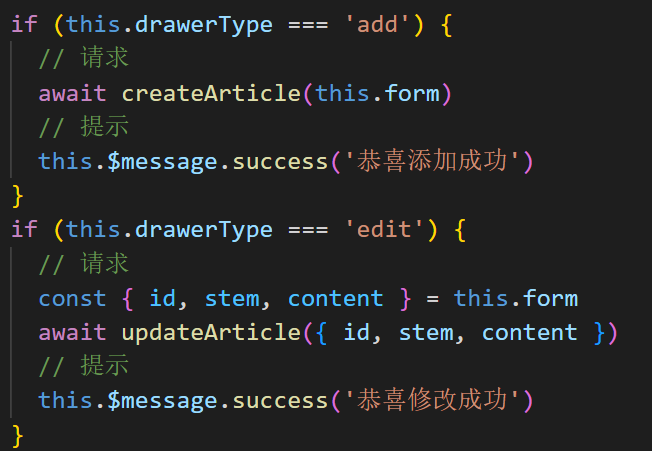 if (this.drawerType === 'add') {
// 请求
await createArticle(this.form)
// 提示
this.$message.success('恭喜添加成功')
}
if (this.drawerType === 'edit') {
// 请求
const { id, stem, content } = this.form
await updateArticle({ id, stem, content })
// 提示
this.$message.success('恭喜修改成功')
}